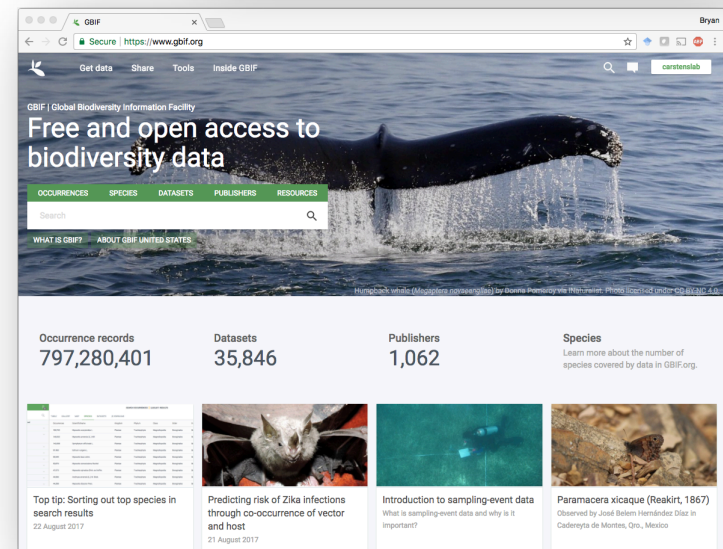 GBIF
Bryan
Secure | https://www.gbif.org
Get data Share Tools Inside GBIF
carstenslab
GBIF | Global Biodiversity Information Facility
Free and open access to
biodiversity data
OCCURRENCES SPECIES DATASETS PUBLISHERS RESOURCES
Search
WHAT IS GBIF? ABOUT GBIF UNITED STATES
Humpback whale (Megaptera novaeangliae) by Donna Pomeroy via iNaturalist. Photo licensed under CC BY-NC 4.0.
Occurrence records
797,280,401
Datasets
35,846
Publishers
1,062
Species
Learn more about the number of
species covered by data in GBIF.org.
Top tip: Sorting out top species in
search results
22 August 2017
Predicting risk of Zika infections
through co-occurrence of vector
and host
21 August 2017
Introduction to sampling-event data
What is sampling-event data and why is it
important?
Paramacera xicaque (Reakirt, 1867)
Observed by José Belem Hernández Díaz in
Cadereyta de Montes, Qro., Mexico